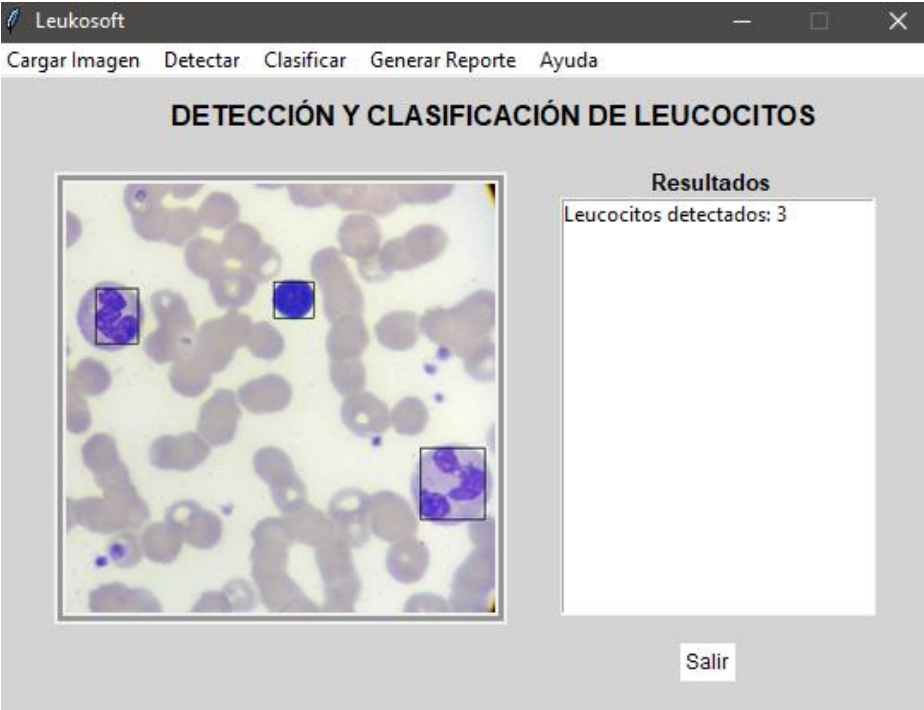 Leukosoft
Cargar Imagen Detectar Clasificar Generar Reporte Ayuda
DETECCIÓN Y CLASIFICACIÓN DE LEUCOCITOS
Resultados
Leucocitos detectados: 3
Salir